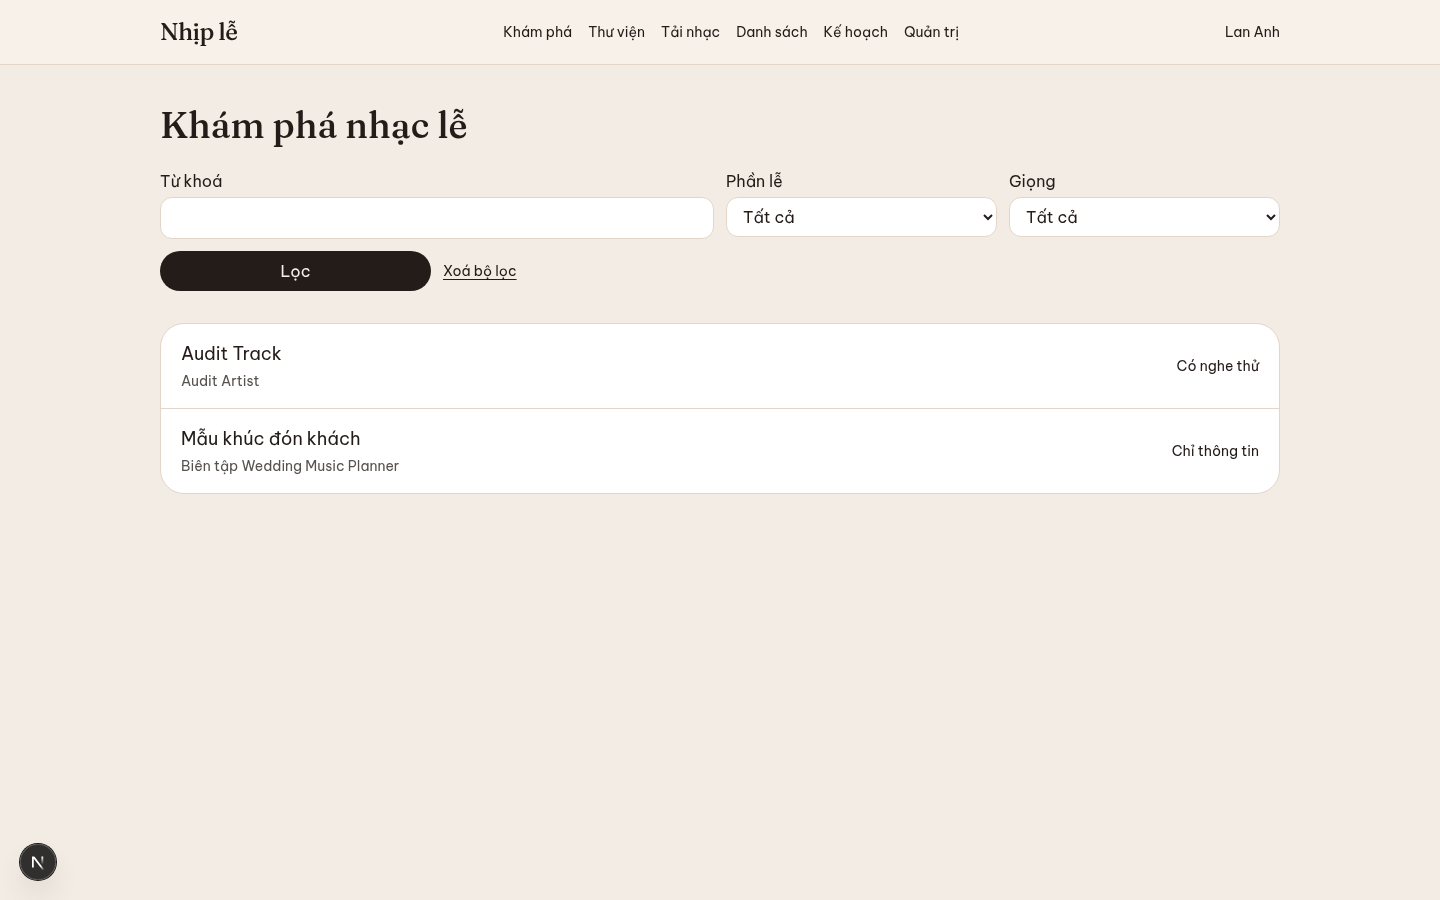 Nhịp lễ
Khám phá Thư viện Tải nhạc Danh sách Kế hoạch Quản trị
Lan Anh
Khám phá nhạc lễ
Từ khoá
Phần lễ
Giọng
Tất cả
Tất cả
Lọc
Xoá bộ lọc
Audit Track
Audit Artist
Có nghe thử
Mẫu khúc đón khách
Biên tập Wedding Music Planner
Chỉ thông tin
N